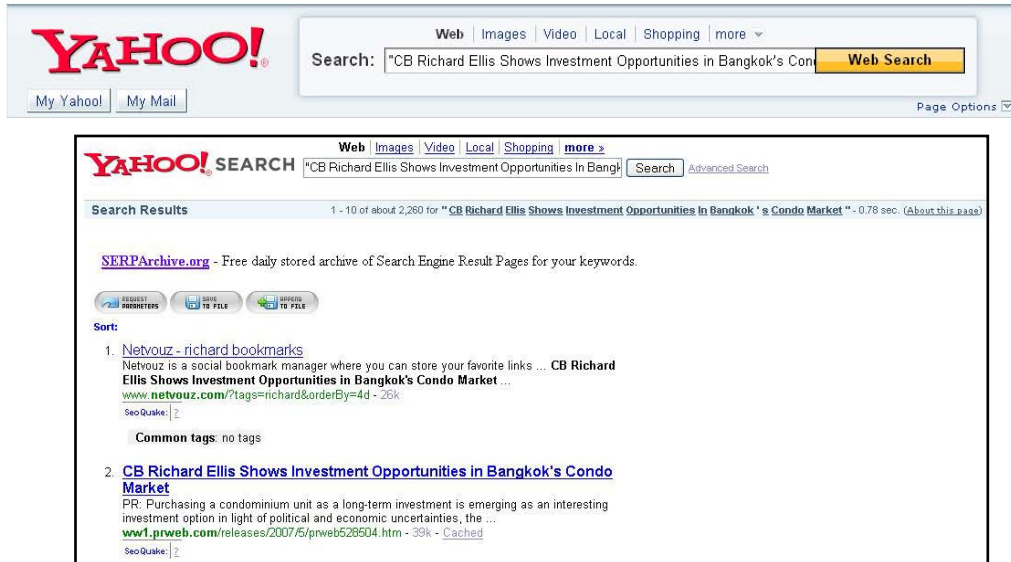 YAHOO!
Web | Images | Video | Local | Shopping | more
Search: "CB Richard Ellis Shows Investment Opportunities in Bangkok's Con Web Search
My Yahoo! My Mail
Page Options
YAHOO! SEARCH
Web | Images | Video | Local | Shopping | more »
"CB Richard Ellis Shows Investment Opportunities In Bangk Search Advanced Search
Search Results 1 - 10 of about 2,260 for "CB Richard Ellis Shows Investment Opportunities In Bangkok ' s Condo Market " - 0.78 sec. (About this page)
SERPArchive.org - Free daily stored archive of Search Engine Result Pages for your keywords.
REQUEST PARAMETERS SAVE TO FILE APPEND TO FILE
Sort:
1. Netvouz - richard bookmarks
Netvouz is a social bookmark manager where you can store your favorite links ... CB Richard
Ellis Shows Investment Opportunities in Bangkok's Condo Market ...
www.netvouz.com/?tags=richard&orderBy=4d - 26k
SeoQuake: | ?
Common tags: no tags
2. CB Richard Ellis Shows Investment Opportunities in Bangkok's Condo
Market
PR: Purchasing a condominium unit as a long-term investment is emerging as an interesting
investment option in light of political and economic uncertainties, the ...
ww1.prweb.com/releases/2007/5/prweb528504.htm - 39k - Cached
SeoQuake: | ?